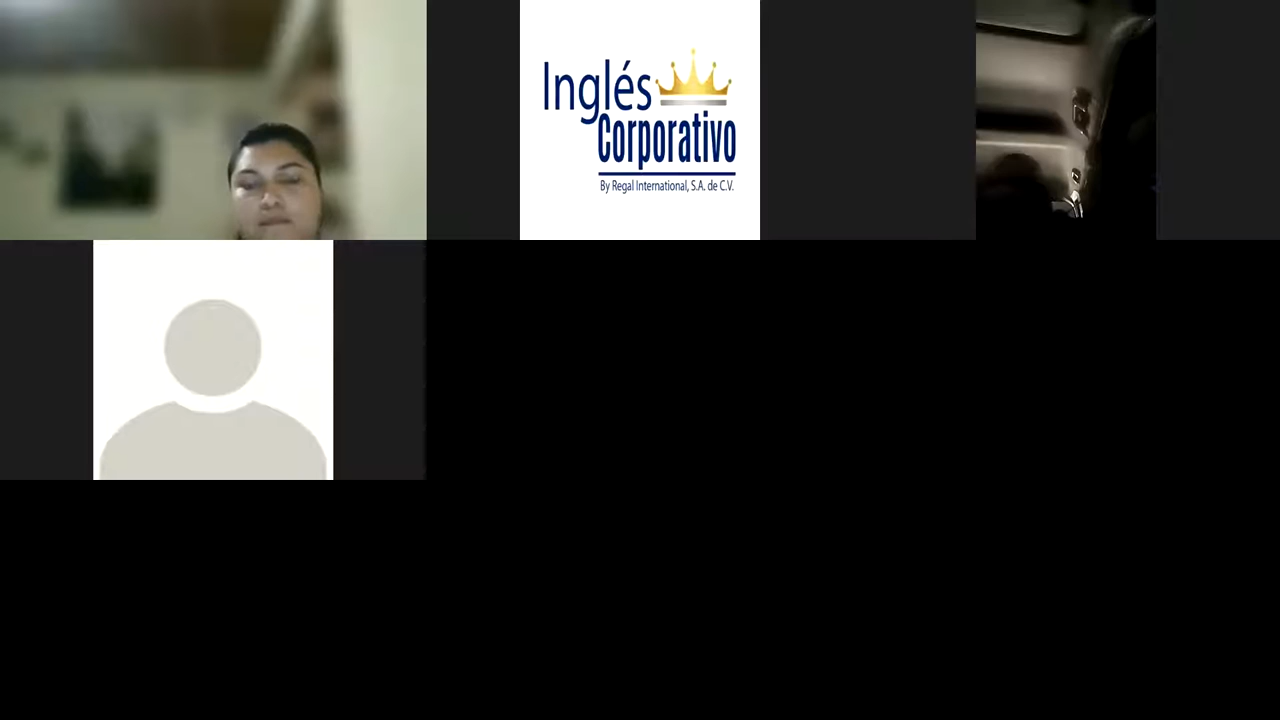 Inglés
Corporativo
By Regal International, S.A. de C.V.